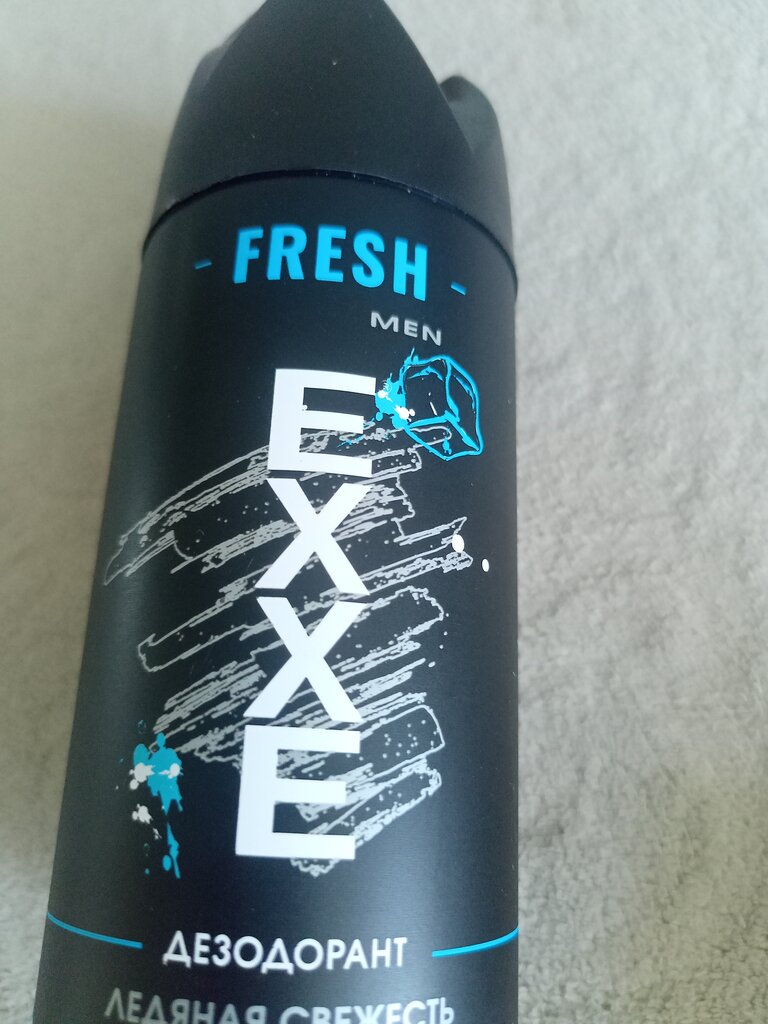 - FRESH -
MEN
EXXE
ДЕЗОДОРАНТ
ЛЕДЯНАЯ СВЕЖЕСТЬ